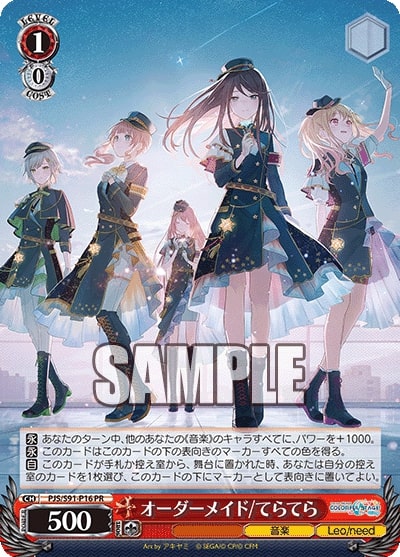 LEVEL
1
0
COST
SAMPLE
永 あなたのターン中、他のあなたの《音楽》のキャラすべてに、パワーを＋1000。
永 このカードはこのカードの下の表向きのマーカーすべての色を得る。
自 このカードが手札か控え室から、舞台に置かれた時、あなたは自分の控え
室のカードを1枚選び、このカードの下にマーカーとして表向きに置いてよい。
CH PJS/S91-P16 PR
500
オーダーメイド/てらてら
COLORFUL STAGE!
音楽 Leo/need
Art by アキヤミ © SEGA/© CP/© CFM